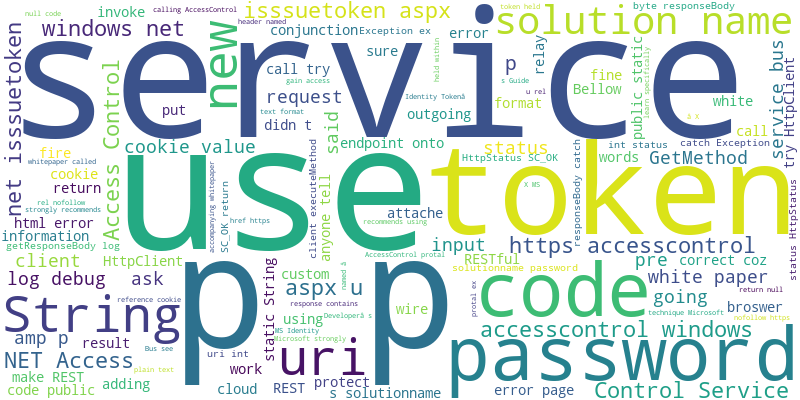 calling AccessControl
null code
invoke
isssuetoken aspx
token held
byte responseBody
windows net
header named
conjunction
Exception ex
error
solution name
service
new
sure
call try
p
relay
request
fine
Bellow
format
public static
learn specifically
held within
gain access
white
HttpClient
service bus
put
Identity Tokenâ
s Guide
u rel
text format
outgoing
didn t
call
a x
net isssuetoken
Access Control
cookie value
said
endpoint onto
status
int status
catch Exception
try HttpClient
use
token
fire
cookie
HttpStatus SC_OK
words
GetMethod
whitepaper called
return
X MS
responseBody catch
accompanying whitepaper
SC_OK return
client executeMethod
anyone tell
recommends using
attache
rel nofollow
strongly recommends
html error
href https
input
https accesscontrol
information
getResponseBody log
AccessControl protal
RESTful
pre
correct coz
client
HttpClient
custom
named â
solutionname password
white paper
return null
status HttpStatus
log debug
ask
aspx u
code
going
broswer
protal ex
technique Microsoft
nofollow https
String
reference cookie
static String
response contains
using
wire
Developerâ s
amp p
result
uri
MS Identity
Microsoft strongly
accesscontrol windows
Bus see
p
p
password
NET Access
uri int
work
make REST
adding
plain text
cloud
REST
protect
s solutionname
error page
Control Service
code public